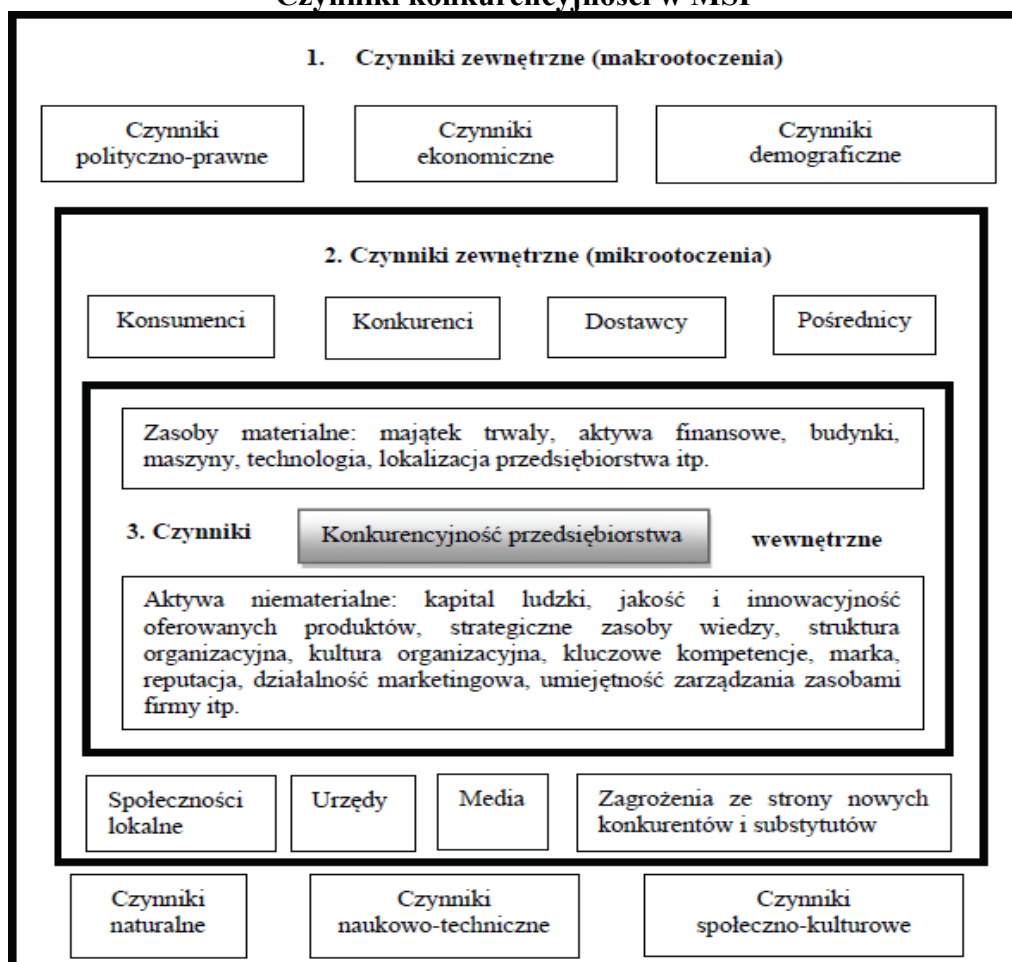 Czynniki konkurencyjności w MSP
1. Czynniki zewnętrzne (makrootoczenia)
Czynniki
polityczno-prawne
Czynniki
ekonomiczne
Czynniki
demograficzne
2. Czynniki zewnętrzne (mikrootoczenia)
Konsumenci
Konkurenci
Dostawcy
Pośrednicy
Zasoby materialne: majątek trwały, aktywa finansowe, budynki,
maszyny, technologia, lokalizacja przedsiębiorstwa itp.
3. Czynniki
Konkurencyjność przedsiębiorstwa
wewnętrzne
Aktywa niematerialne: kapitał ludzki, jakość i innowacyjność
oferowanych produktów, strategiczne zasoby wiedzy, struktura
organizacyjna, kultura organizacyjna, kluczowe kompetencje, marka,
reputacja, działalność marketingowa, umiejętność zarządzania zasobami
firmy itp.
Społeczności
lokalne
Urzędy
Media
Zagrożenia ze strony nowych
konkurentów i substytutów
Czynniki
naturalne
Czynniki
naukowo-techniczne
Czynniki
społeczno-kulturowe